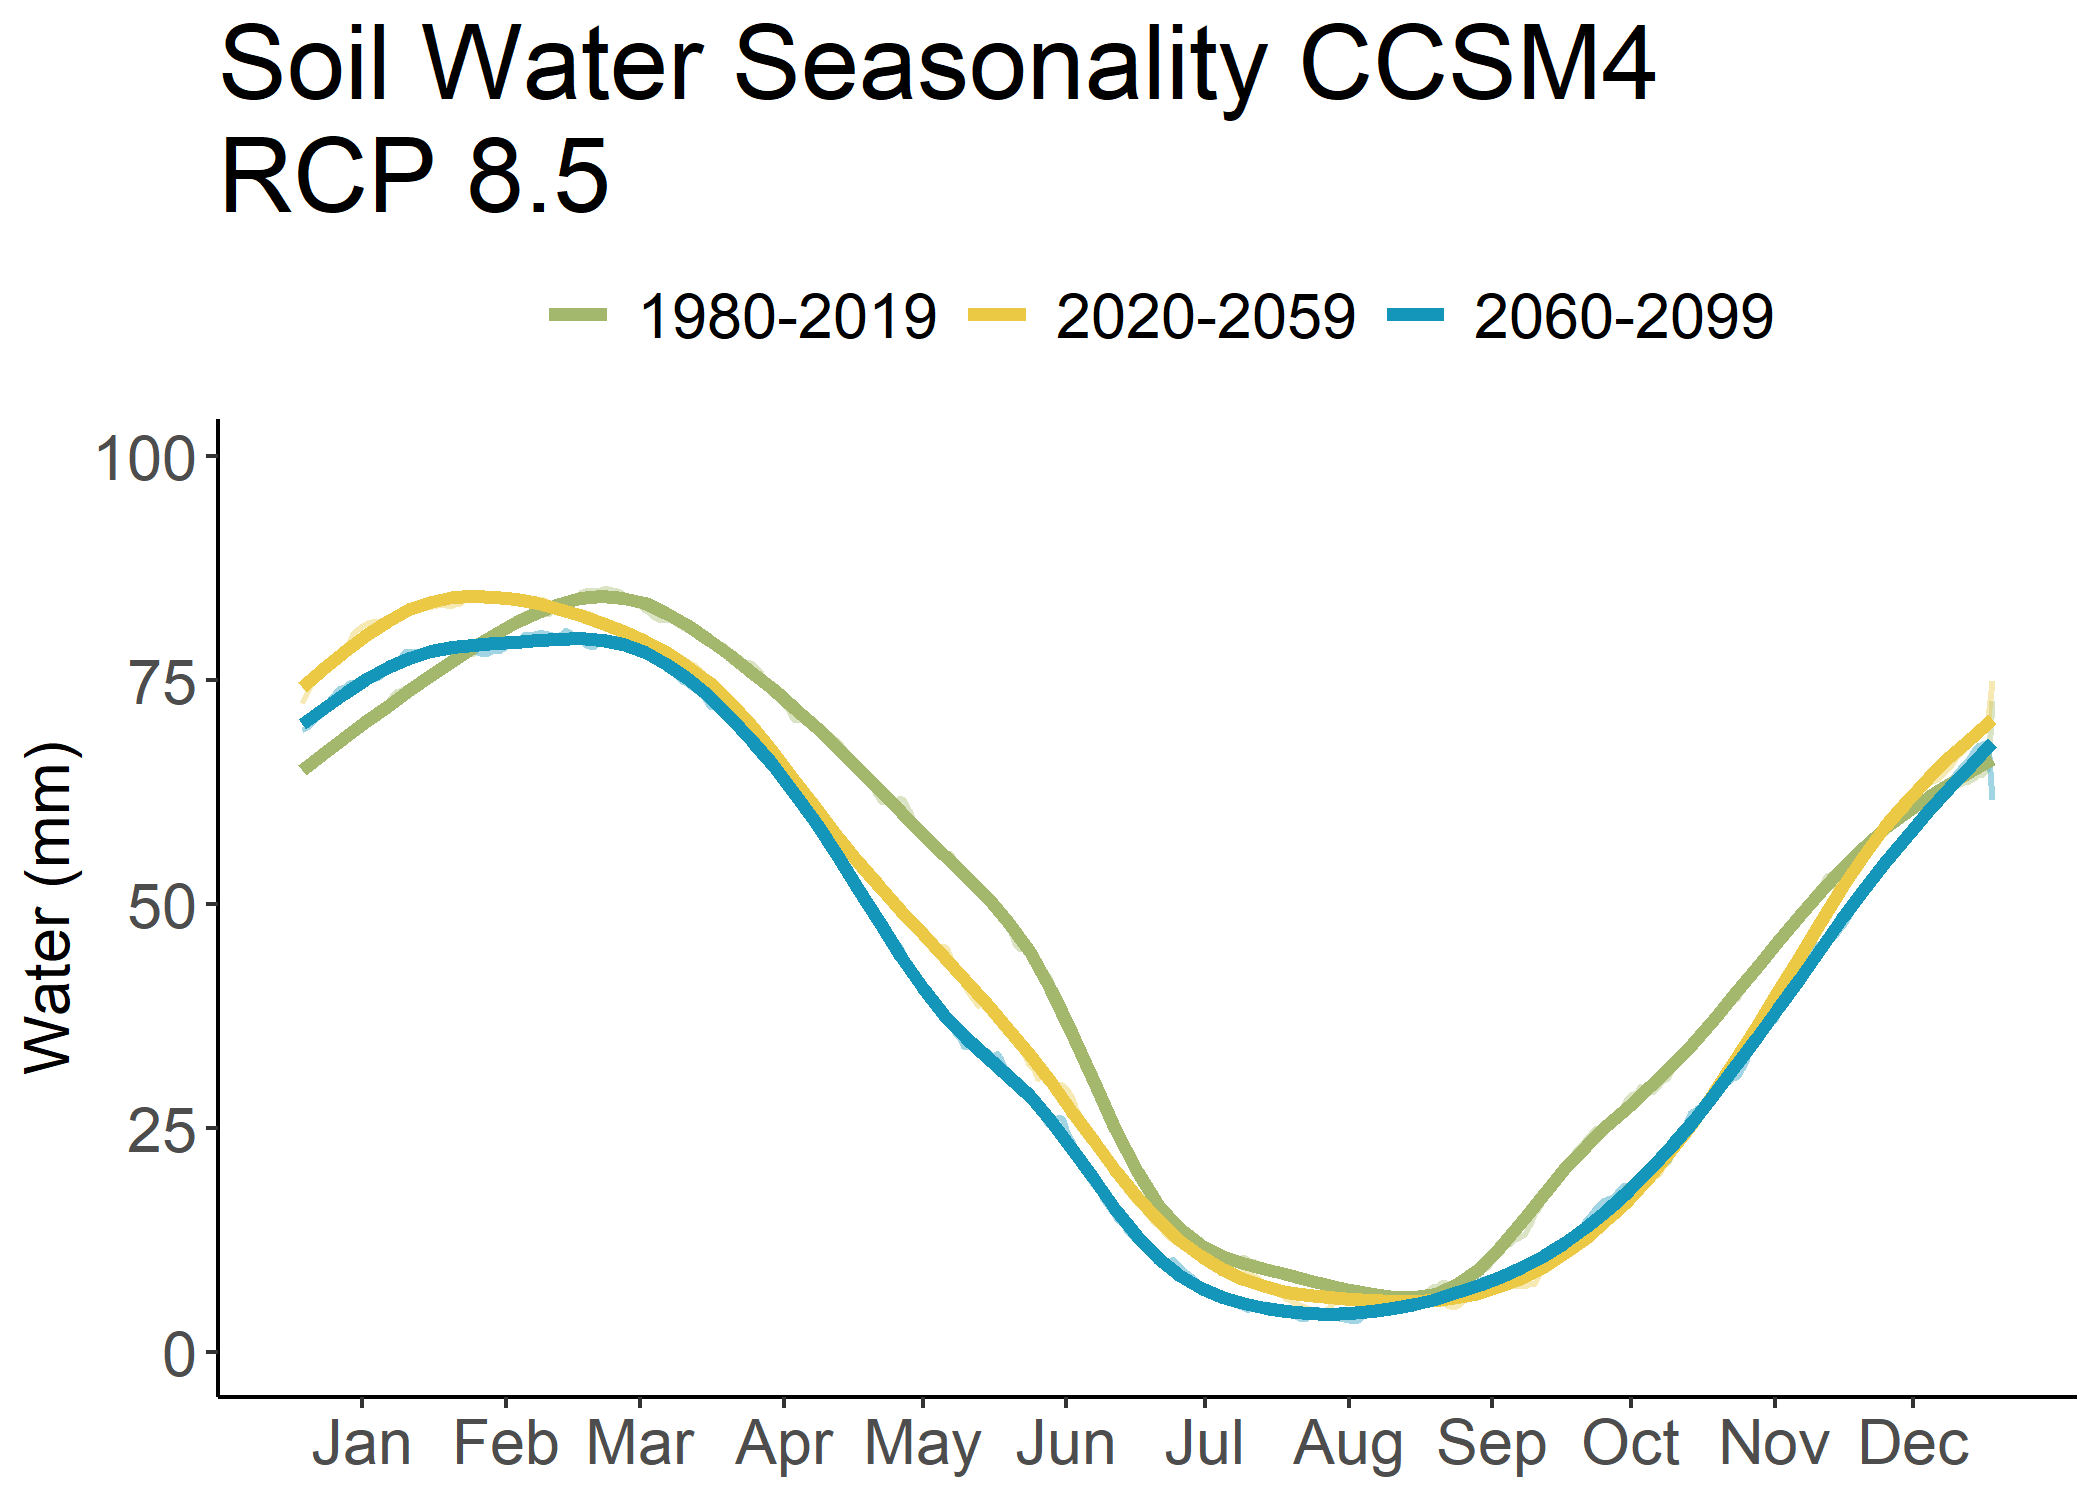 Soil Water Seasonality CCSM4
RCP 8.5
1980-2019 2020-2059 2060-2099
100
75
50
25
0
Water (mm)
Jan Feb Mar Apr May Jun Jul Aug Sep Oct Nov Dec